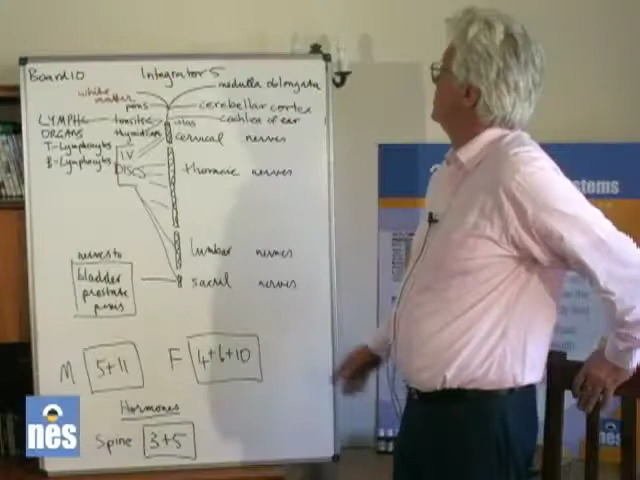 Board 10 Integrator 5
white matter
medulla oblongata
pons
cerebellar cortex
LYMPH
cochlea of ear
ORGANS
cervical nerves
T-Lymphocytes
B-Lymphocytes
I.V
DISCS
thoracic nerves
lumbar nerves
nerves to
bladder
prostate
penis
sacral nerves
M 5+11 F 4+6+10
Hormones
Spine 3+5
nes
stems
nes